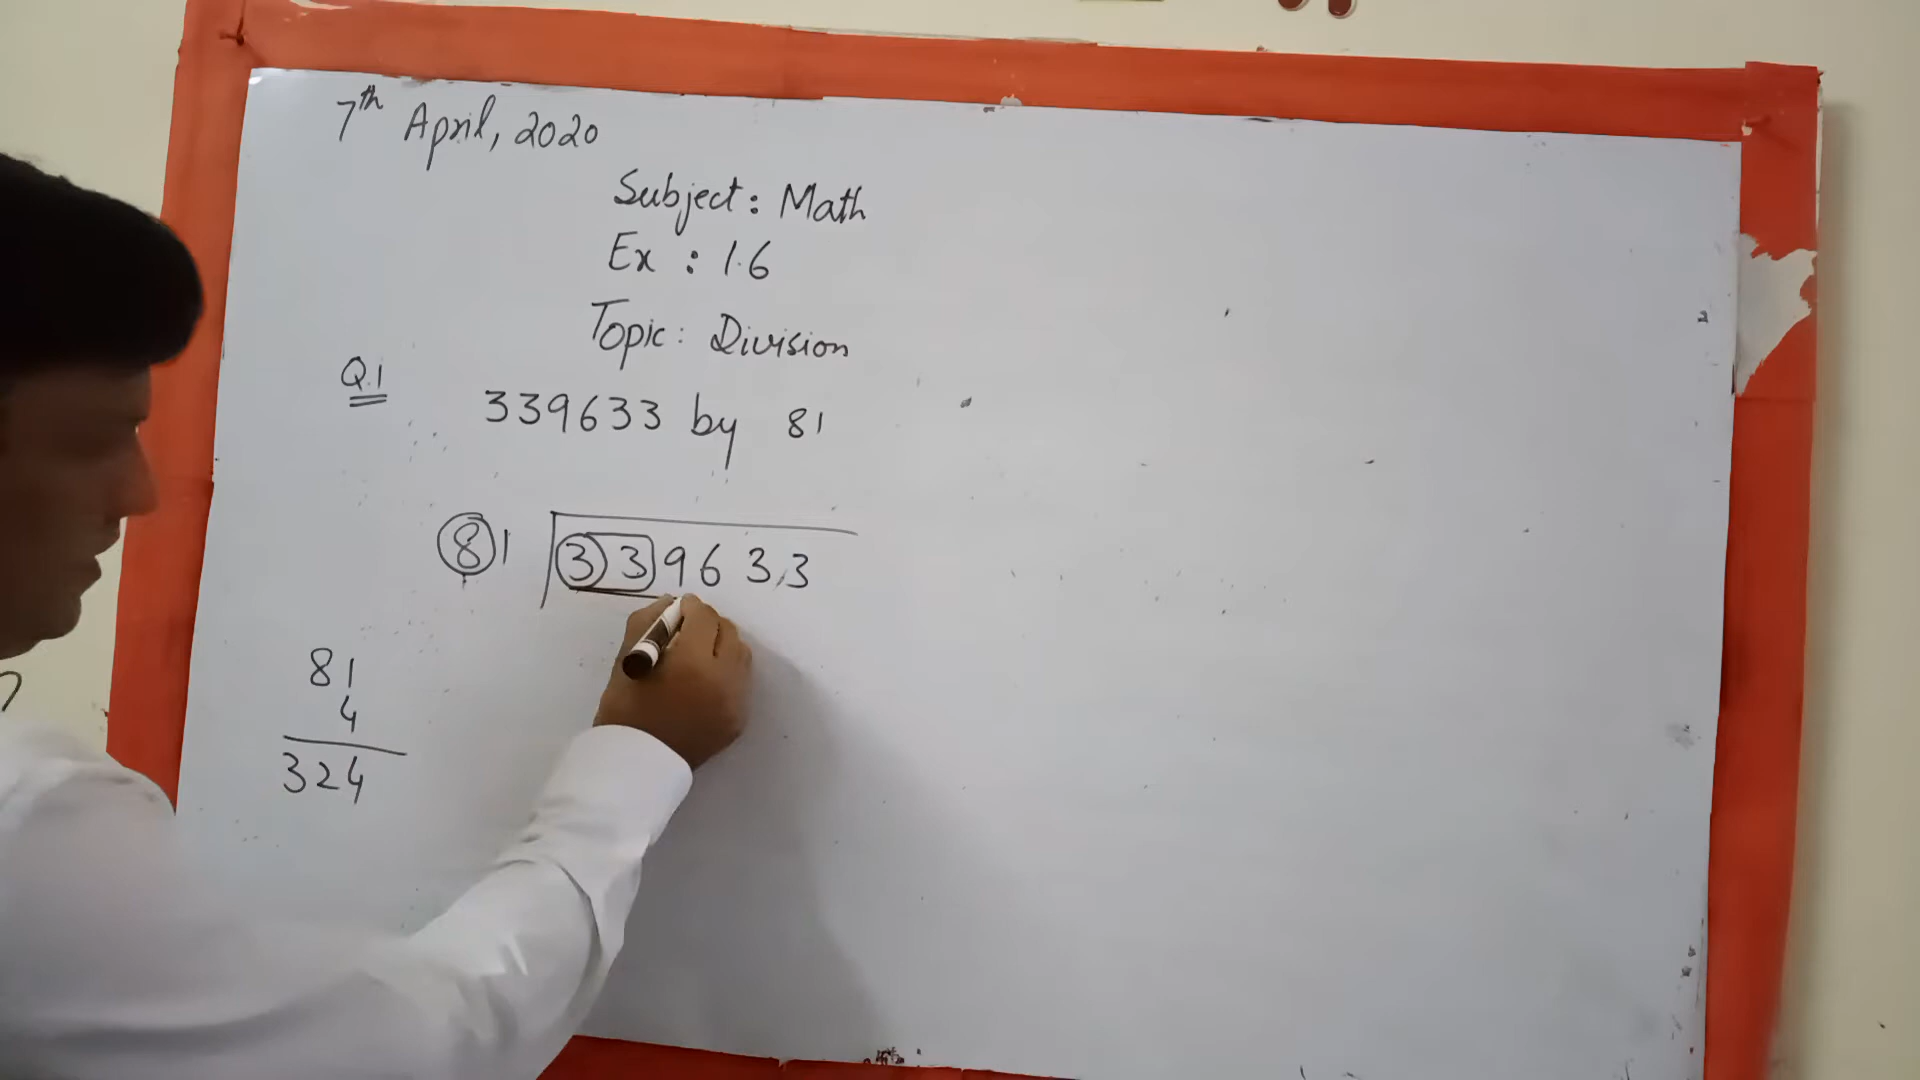 7th April, 2020
Subject: Math
Ex : 1.6
Topic: Division
Q.1
339633 by 81
81 339633
81
4
324